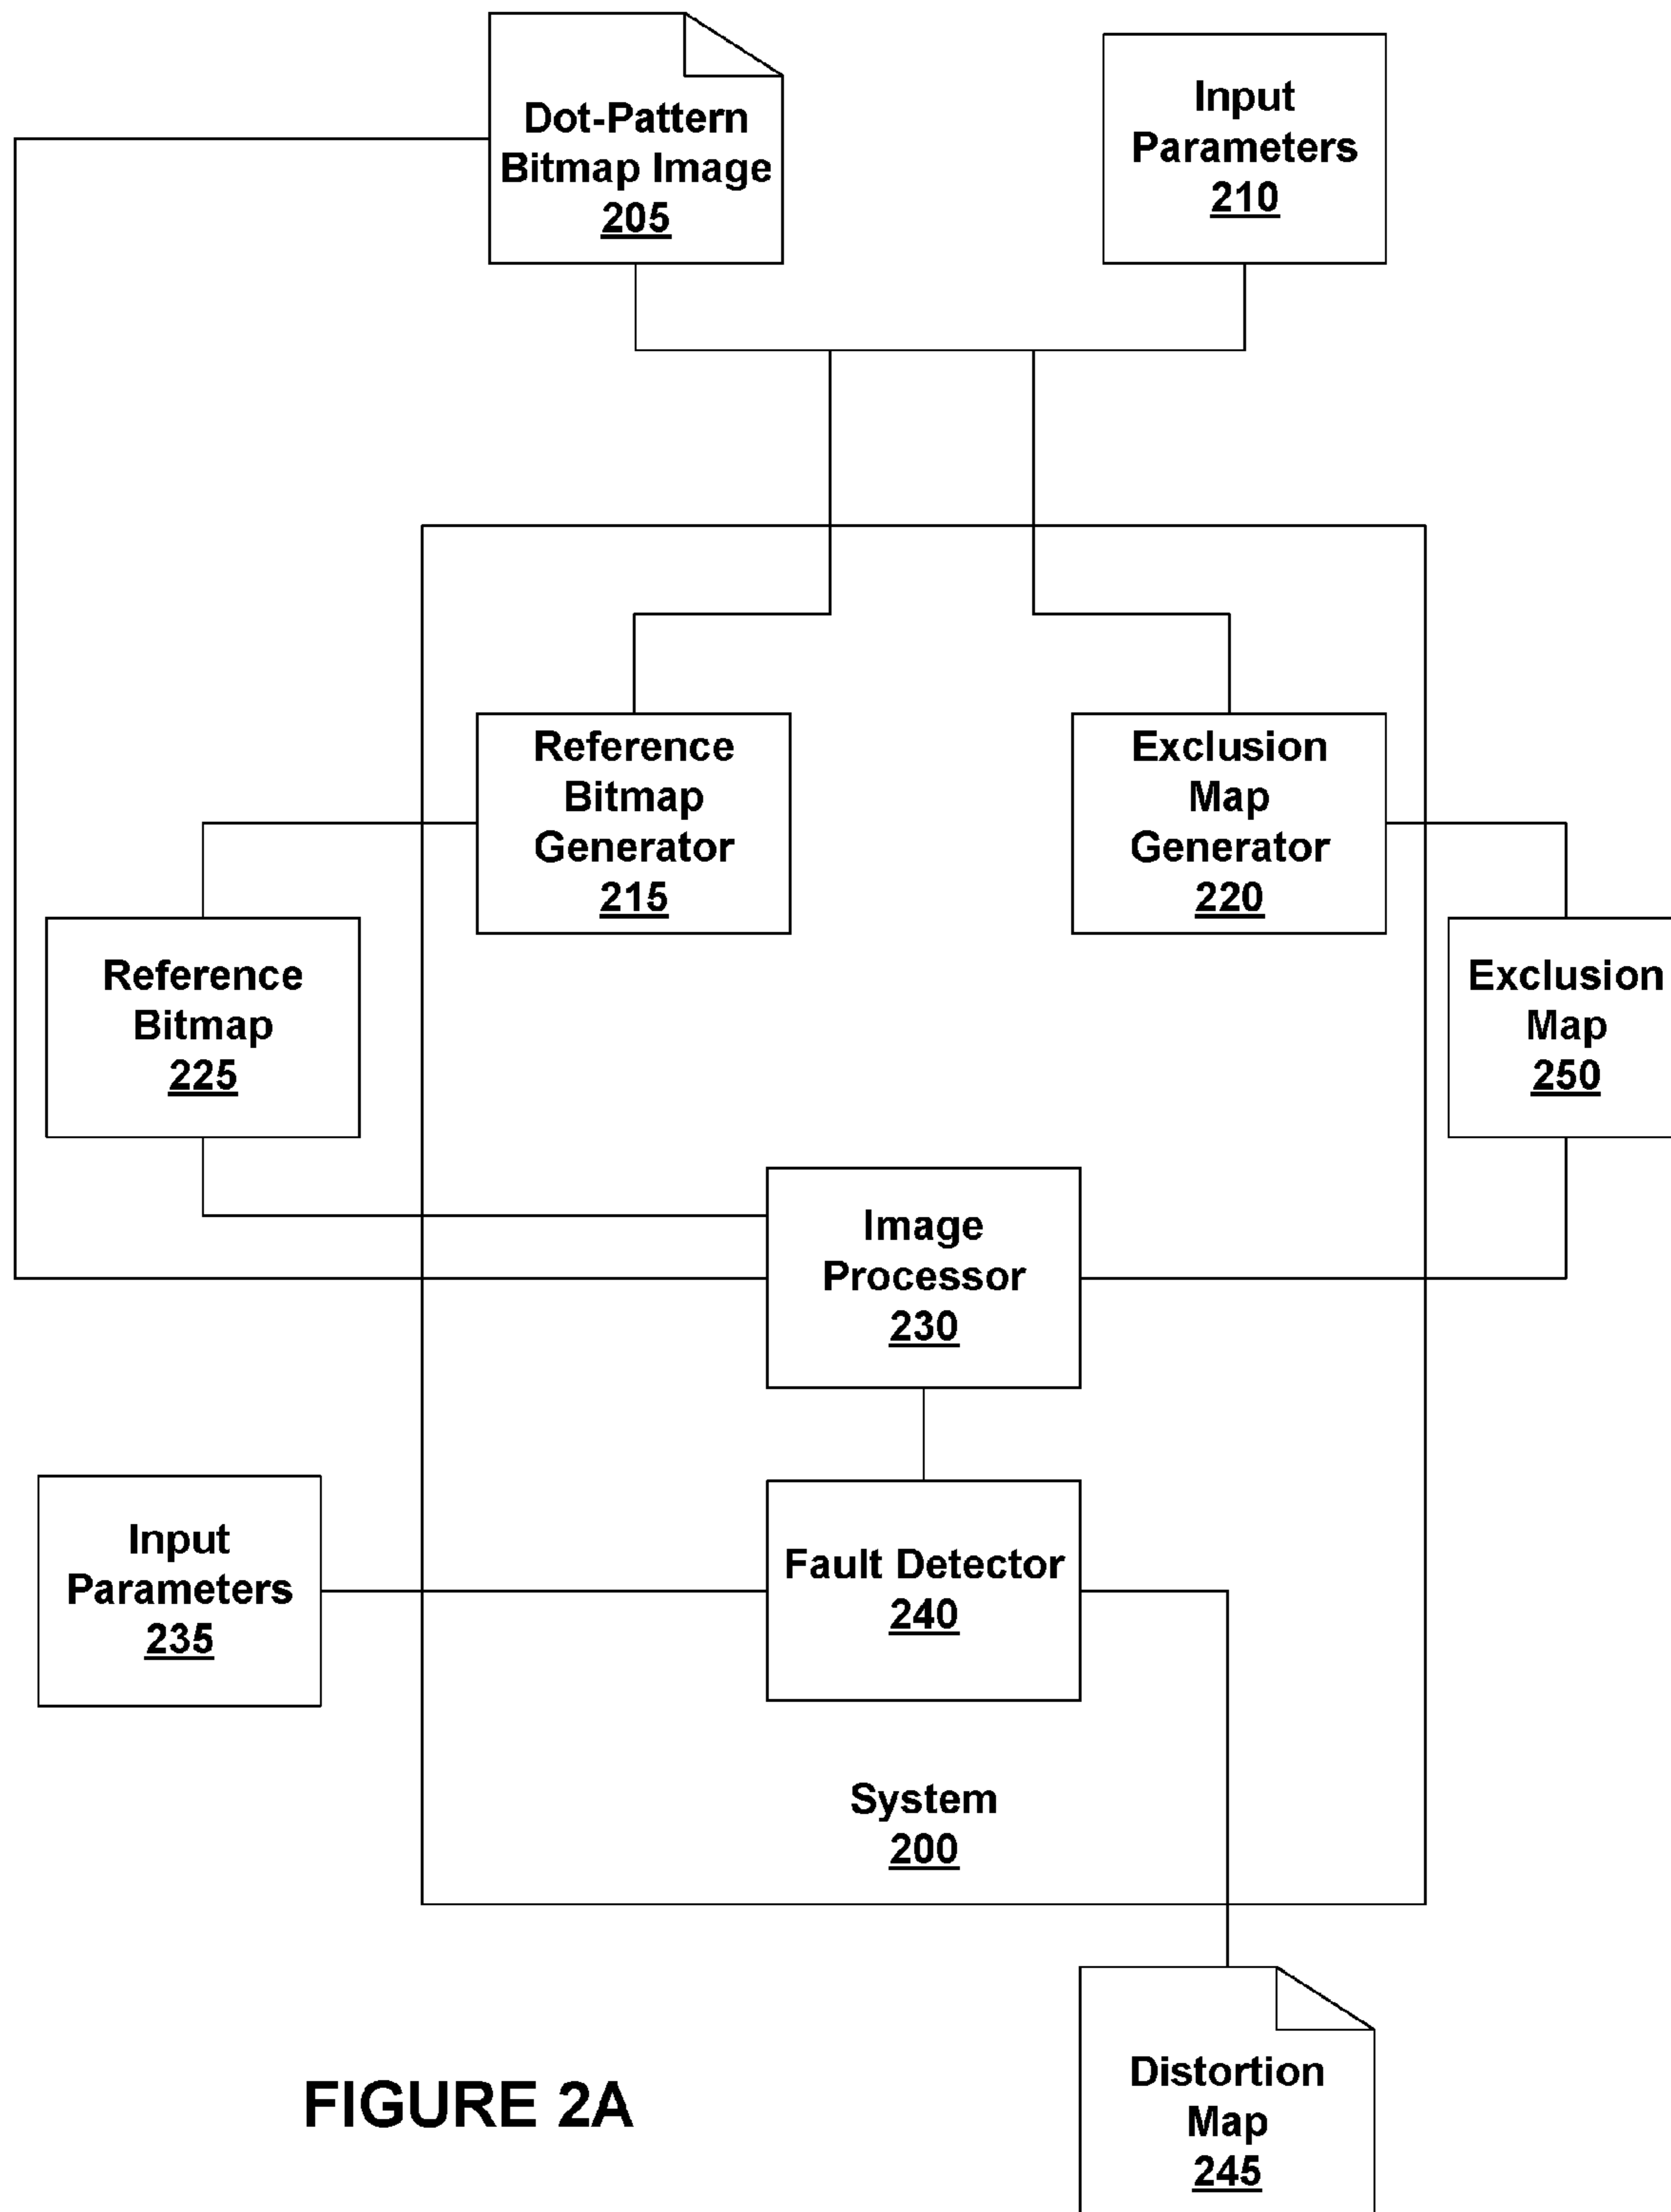 Dot-Pattern
Bitmap Image
205
Input
Parameters
210
Reference
Bitmap
Generator
215
Exclusion
Map
Generator
220
Reference
Bitmap
225
Exclusion
Map
250
Image
Processor
230
Input
Parameters
235
Fault Detector
240
System
200
Distortion
Map
245
FIGURE 2A